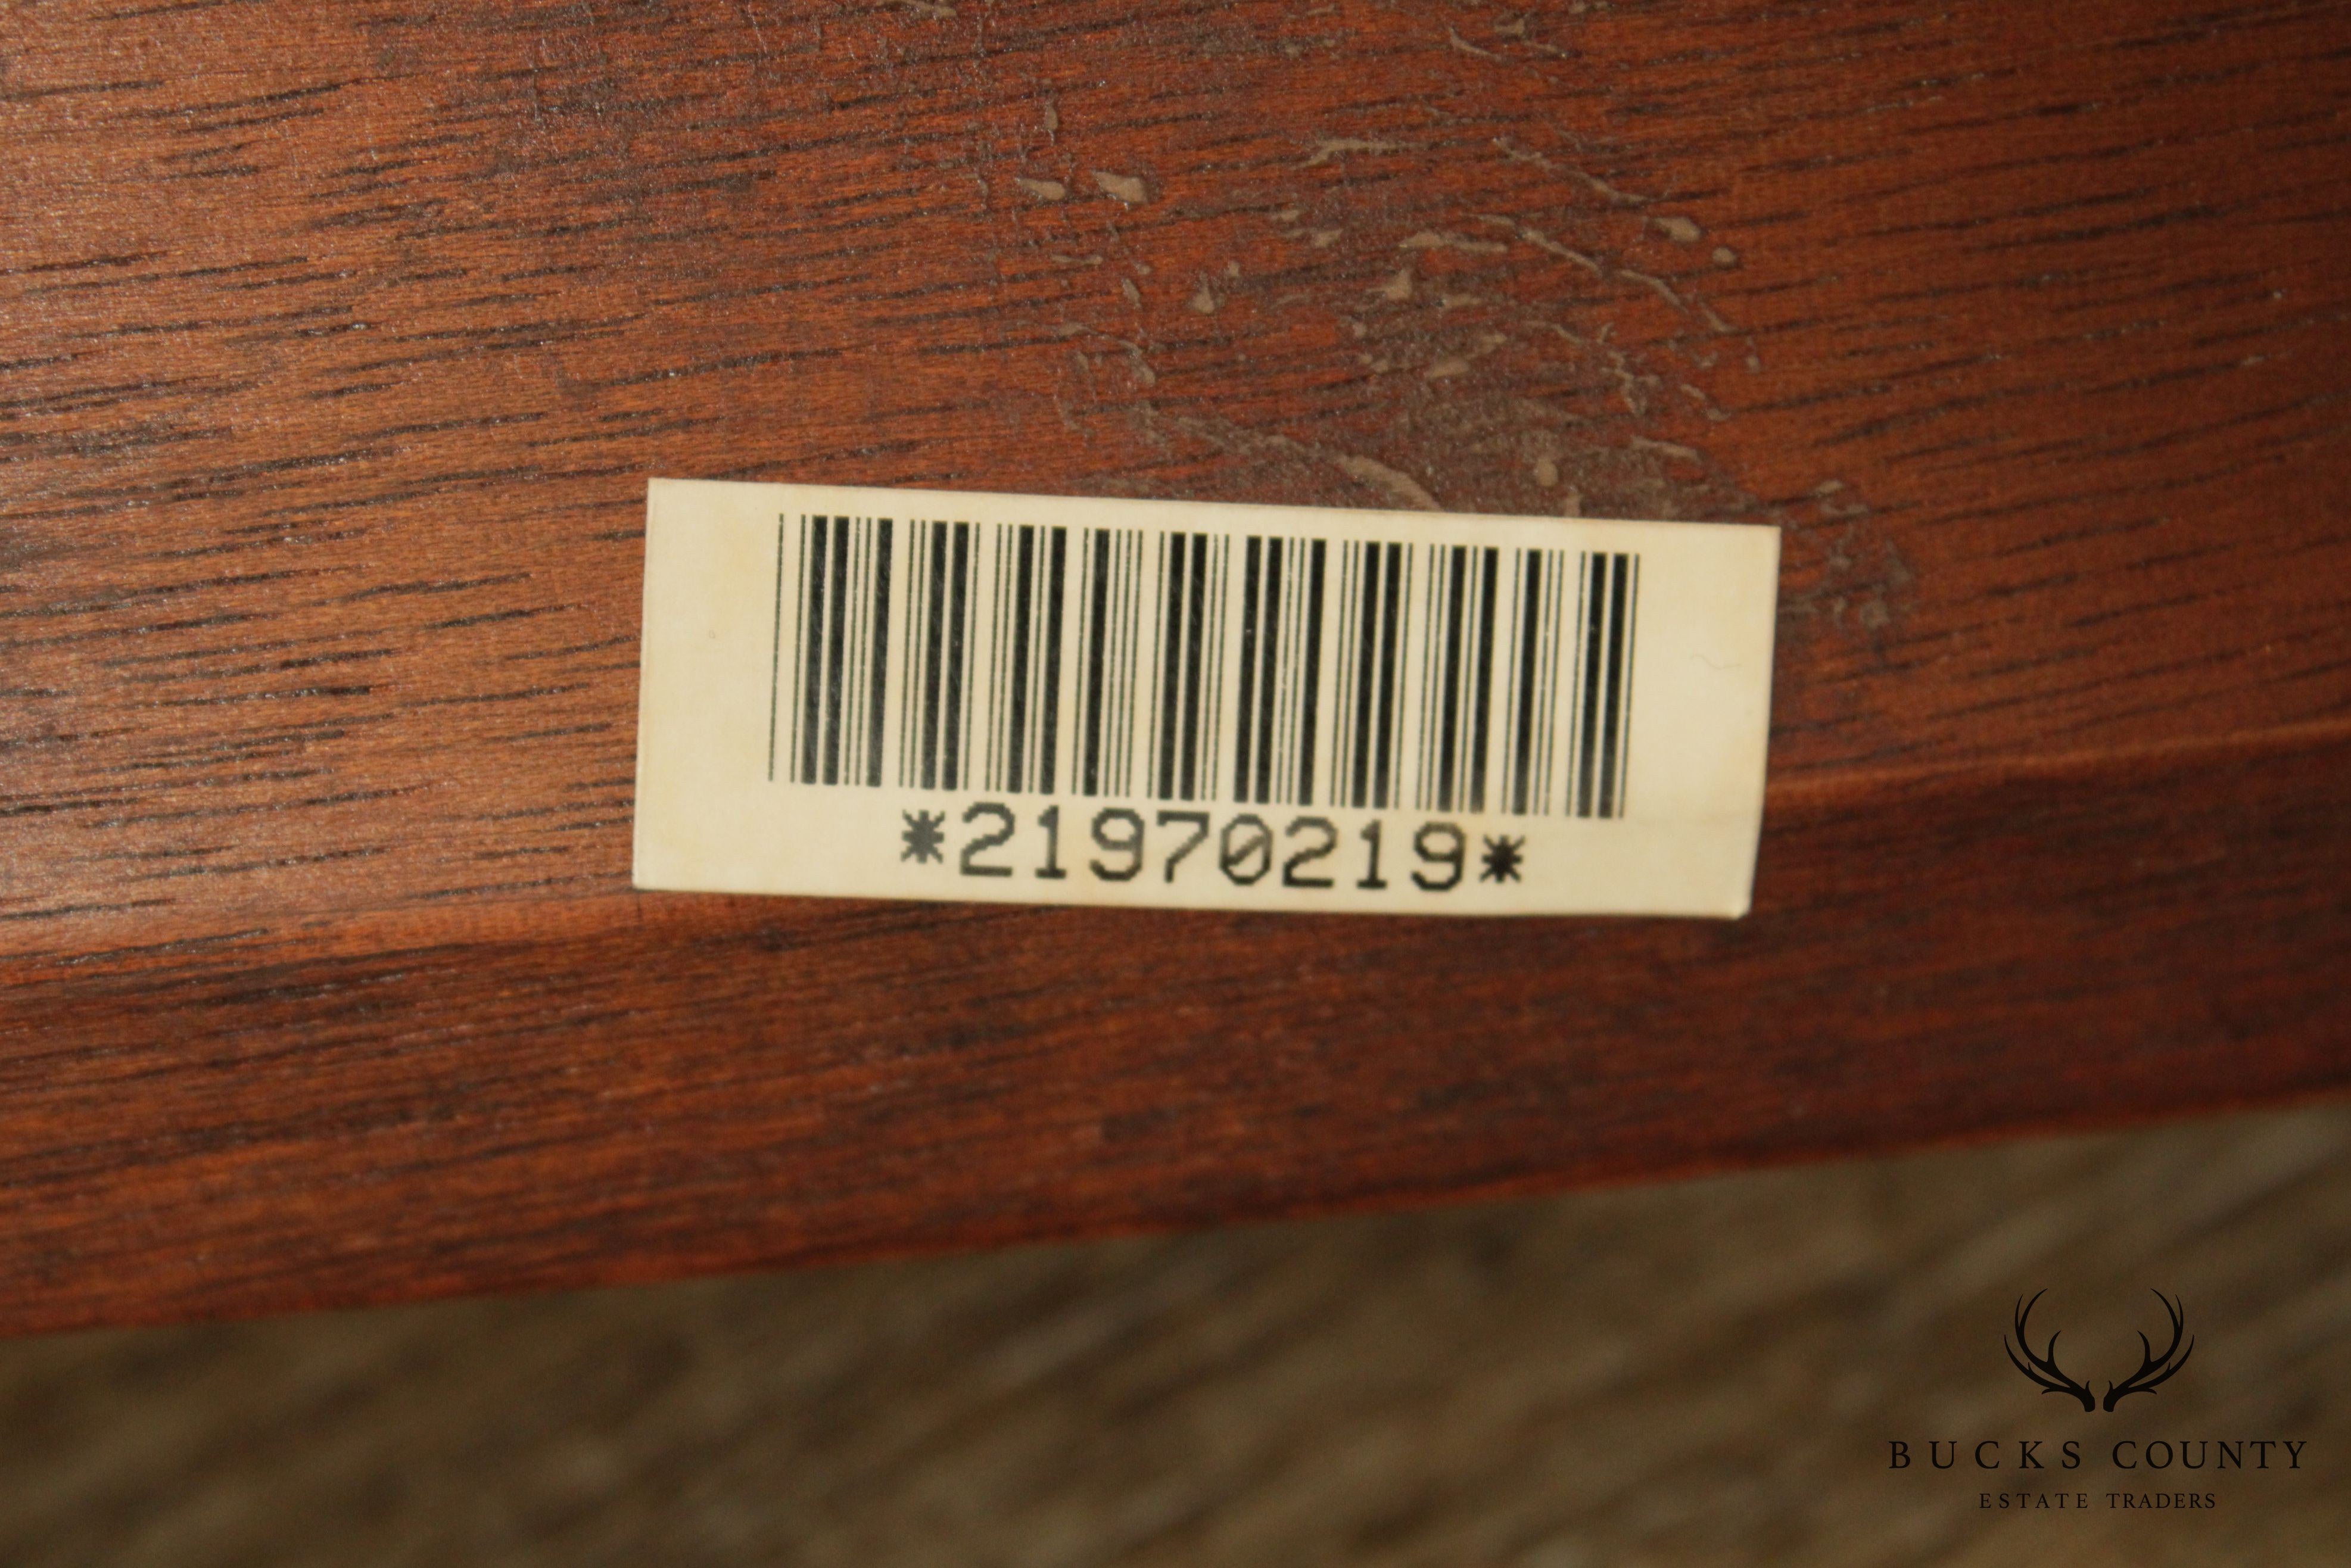 *21970219*
BUCKS COUNTY
ESTATE TRADERS